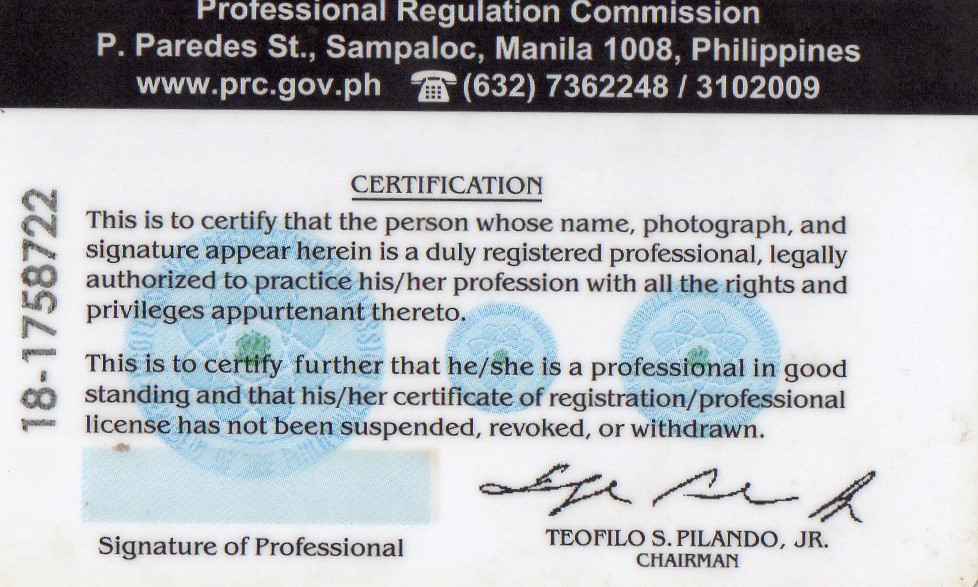 Professional Regulation Commission
P. Paredes St., Sampaloc, Manila 1008, Philippines
www.prc.gov.ph ☎ (632) 7362248 / 3102009
CERTIFICATION
This is to certify that the person whose name, photograph, and
signature appear herein is a duly registered professional, legally
authorized to practice his/her profession with all the rights and
privileges appurtenant thereto.
This is to certify further that he/she is a professional in good
standing and that his/her certificate of registration/professional
license has not been suspended, revoked, or withdrawn.
Signature of Professional
TEOFILO S. PILANDO, JR.
CHAIRMAN
18-1758722